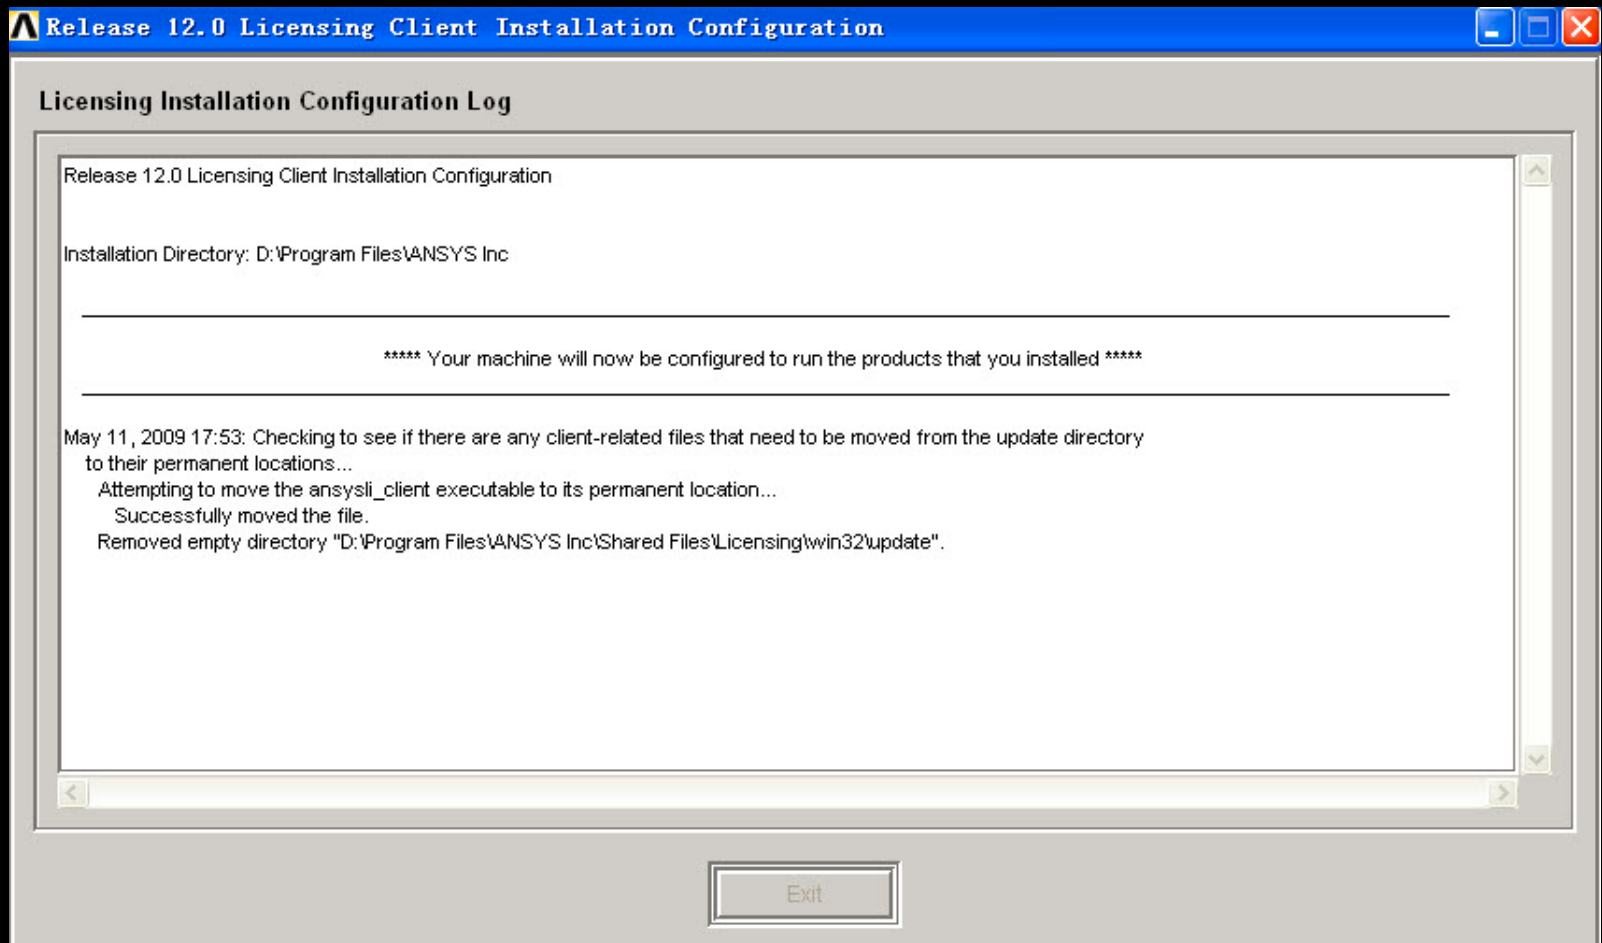 Release 12.0 Licensing Client Installation Configuration
Licensing Installation Configuration Log
Release 12.0 Licensing Client Installation Configuration
Installation Directory: D:\Program Files\ANSYS Inc
***** Your machine will now be configured to run the products that you installed *****
May 11, 2009 17:53: Checking to see if there are any client-related files that need to be moved from the update directory
to their permanent locations...
Attempting to move the ansysli_client executable to its permanent location...
Successfully moved the file.
Removed empty directory "D:\Program Files\ANSYS Inc\Shared Files\Licensing\win32\update".
Exit